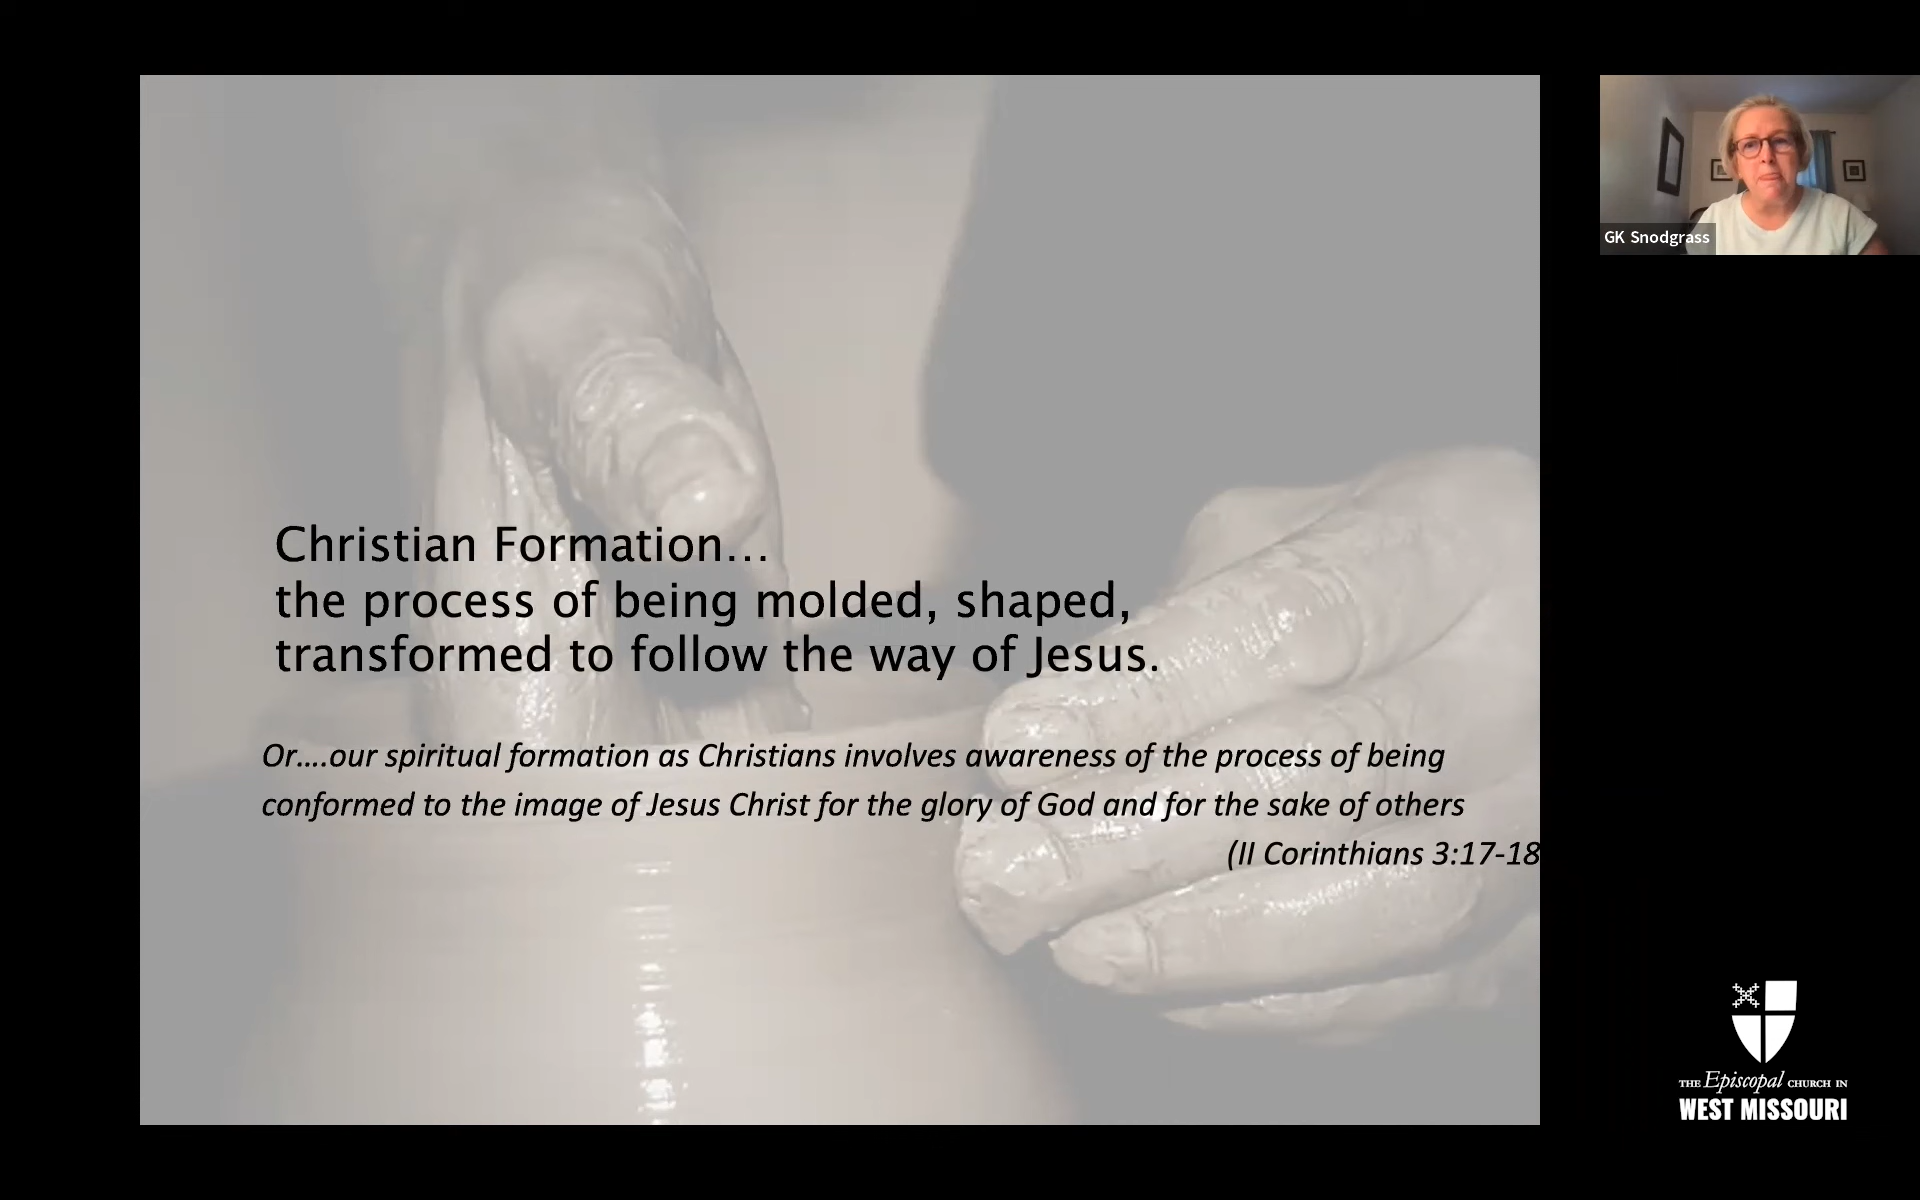 Christian Formation...
the process of being molded, shaped,
transformed to follow the way of Jesus.
Or....our spiritual formation as Christians involves awareness of the process of being
conformed to the image of Jesus Christ for the glory of God and for the sake of others
(II Corinthians 3:17-18
GK Snodgrass
THE Episcopal CHURCH IN
WEST MISSOURI